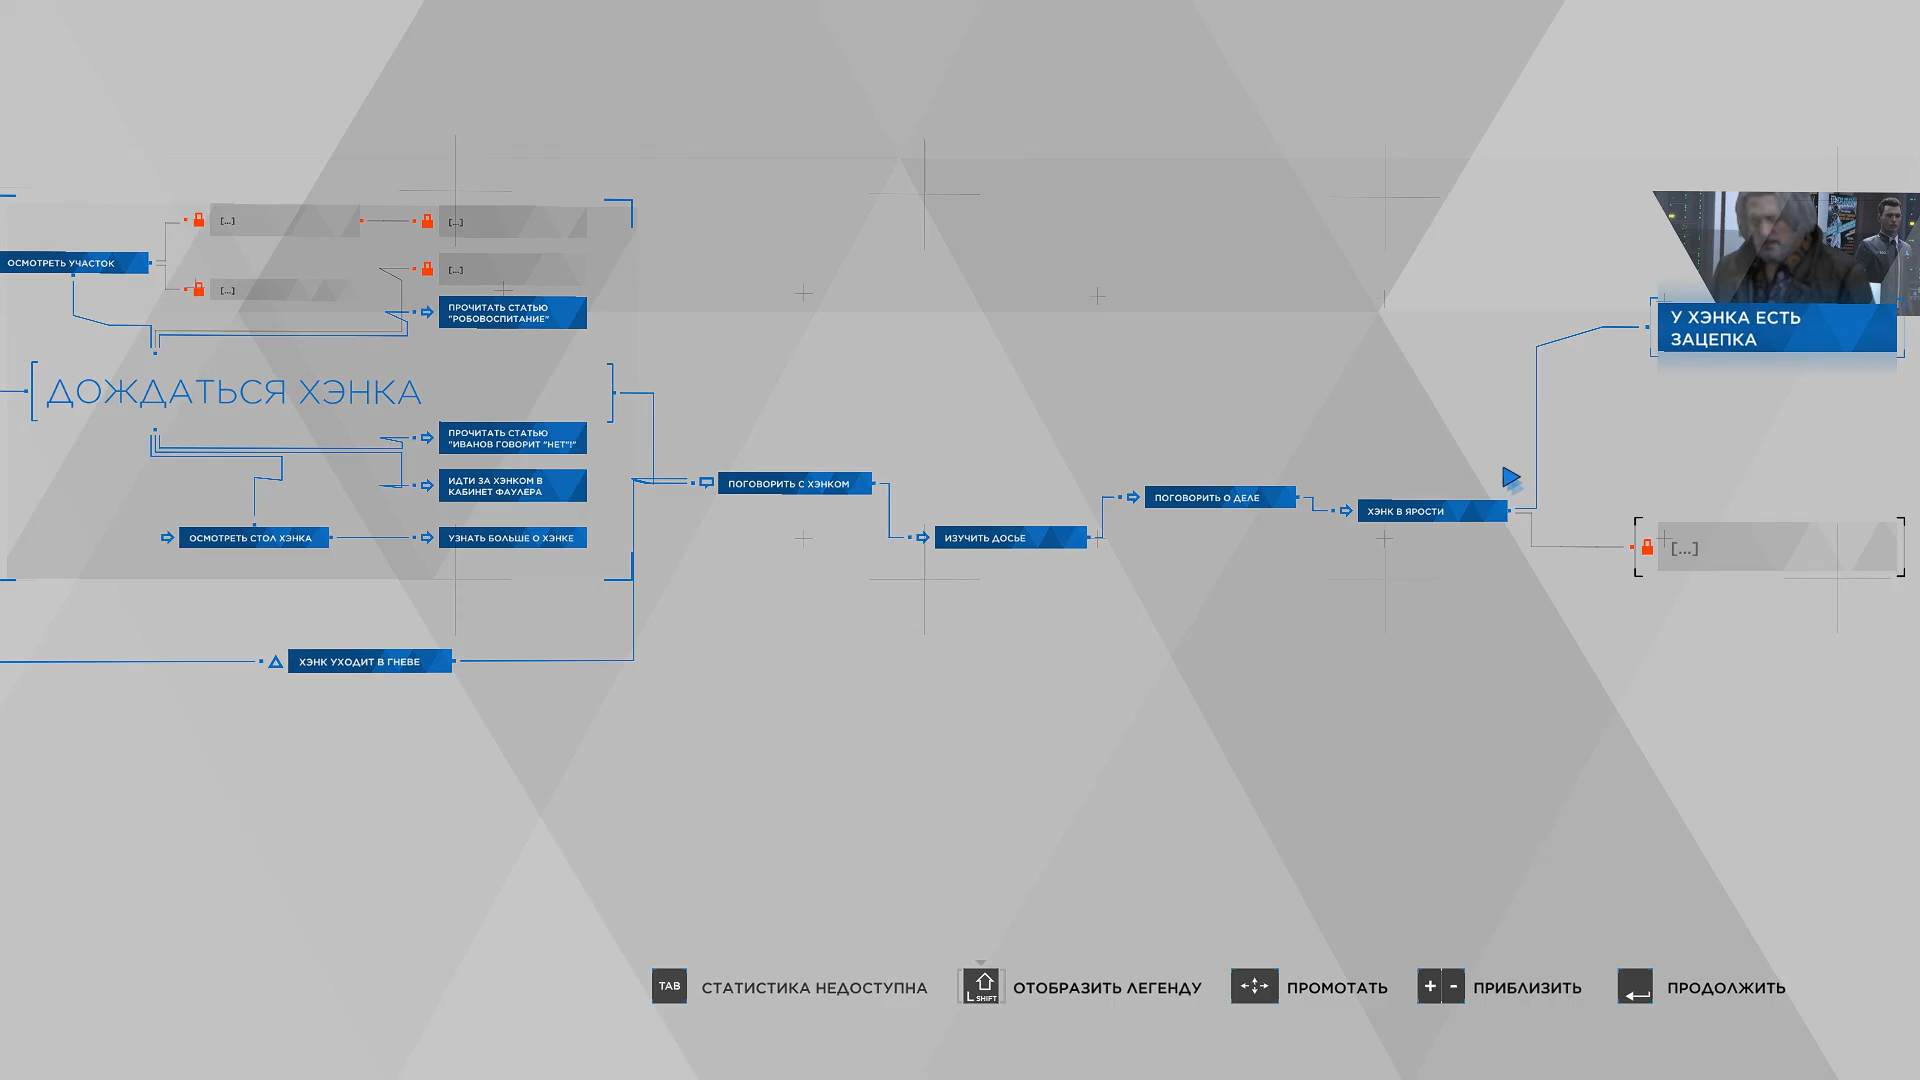 [...]
[...]
ОСМОТРЕТЬ УЧАСТОК
[...]
[...]
ПРОЧИТАТЬ СТАТЬЮ
"РОБОВОСПИТАНИЕ"
У ХЭНКА ЕСТЬ
ЗАЦЕПКА
ДОЖДАТЬСЯ ХЭНКА
ПРОЧИТАТЬ СТАТЬЮ
"ИВАНОВ ГОВОРИТ "НЕТ"!"
ИДТИ ЗА ХЭНКОМ В
КАБИНЕТ ФАУЛЕРА
ПОГОВОРИТЬ С ХЭНКОМ
ПОГОВОРИТЬ О ДЕЛЕ
ХЭНК В ЯРОСТИ
ОСМОТРЕТЬ СТОЛ ХЭНКА
УЗНАТЬ БОЛЬШЕ О ХЭНКЕ
ИЗУЧИТЬ ДОСЬЕ
[...]
ХЭНК УХОДИТ В ГНЕВЕ
TAB СТАТИСТИКА НЕДОСТУПНА
L SHIFT ОТОБРАЗИТЬ ЛЕГЕНДУ
ПРОМОТАТЬ
+ - ПРИБЛИЗИТЬ
ПРОДОЛЖИТЬ